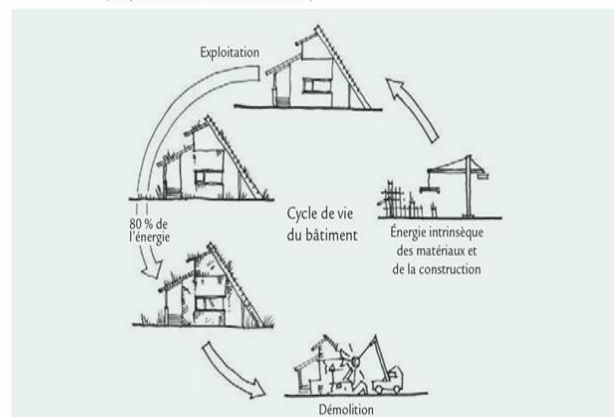 Exploitation
80 % de
l'énergie
Cycle de vie
du bâtiment
Énergie intrinsèque
des matériaux et
de la construction
Démolition